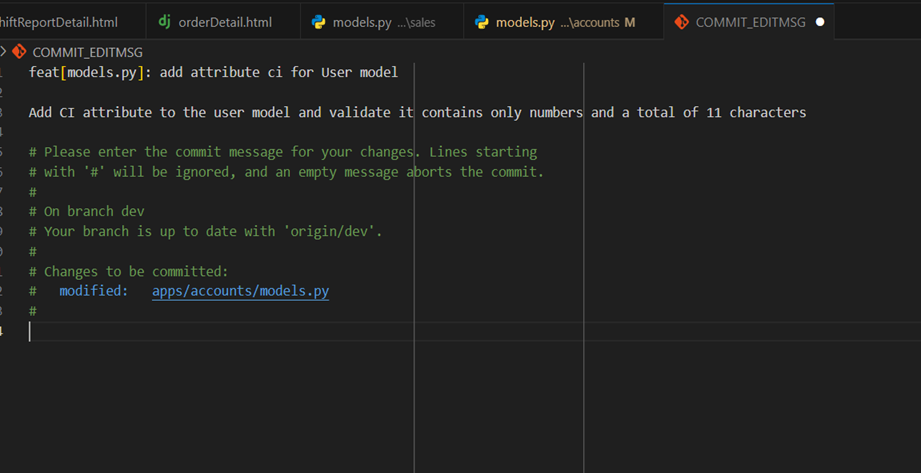 hiftReportDetail.html
orderDetail.html
models.py ...\sales
models.py ...\accounts M
COMMIT_EDITMSG
COMMIT_EDITMSG
feat[models.py]: add attribute ci for User model
Add CI attribute to the user model and validate it contains only numbers and a total of 11 characters
# Please enter the commit message for your changes. Lines starting
# with '#' will be ignored, and an empty message aborts the commit.
#
# On branch dev
# Your branch is up to date with 'origin/dev'.
#
# Changes to be committed:
#   modified:   apps/accounts/models.py
#